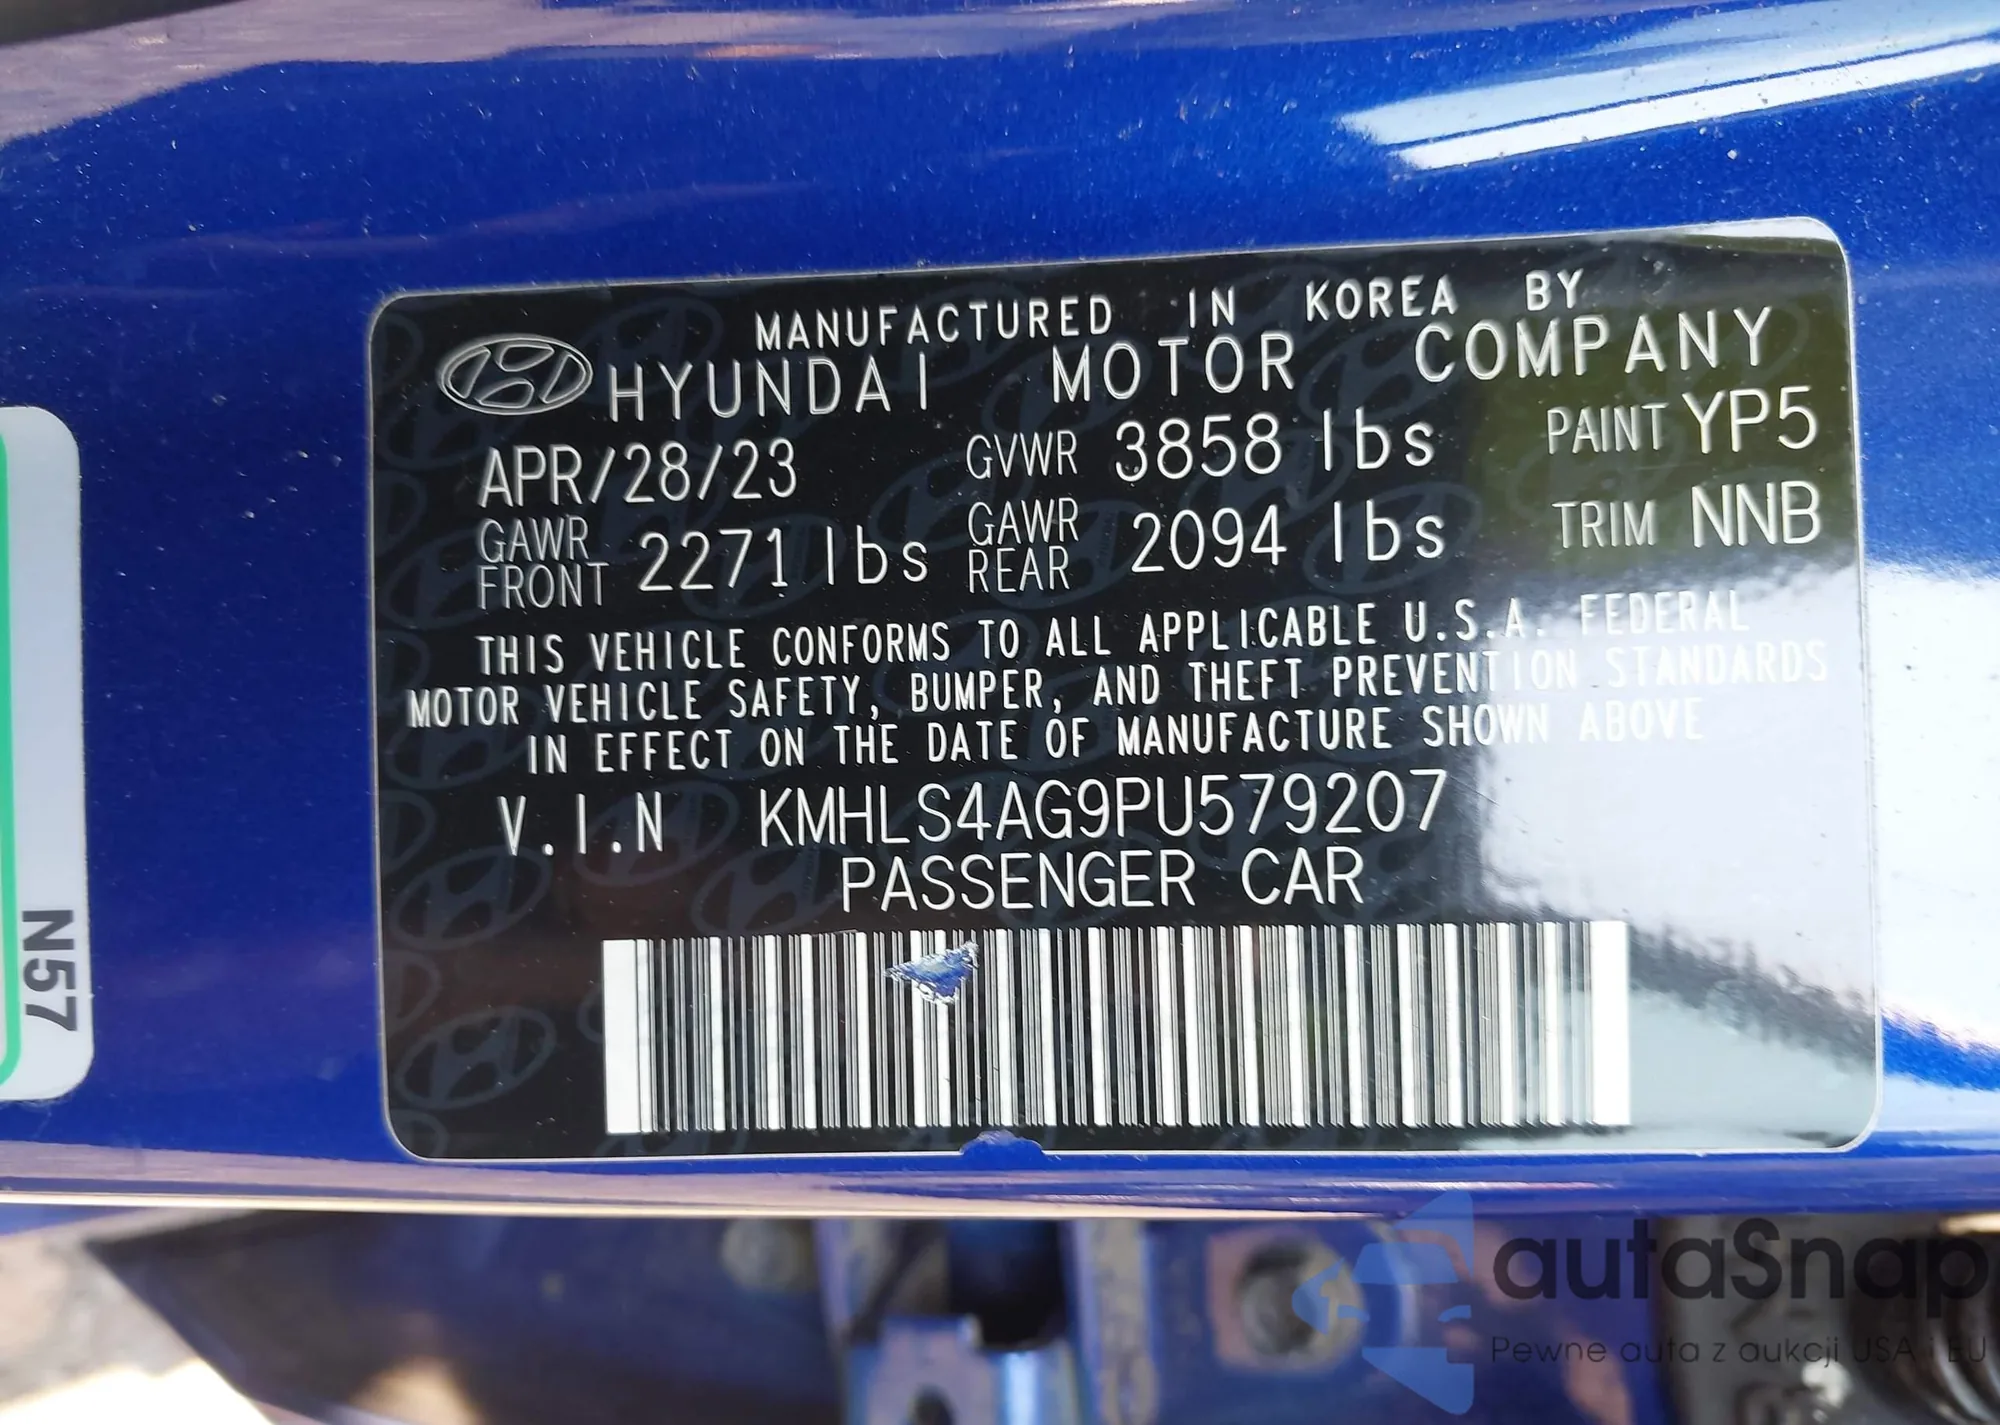 MANUFACTURED IN KOREA BY
HYUNDAI MOTOR COMPANY
APR/28/23 GVWR 3858 lbs PAINT YP5
GAWR FRONT 2271 lbs GAWR REAR 2094 lbs TRIM NNB
THIS VEHICLE CONFORMS TO ALL APPLICABLE U.S.A. FEDERAL
MOTOR VEHICLE SAFETY, BUMPER, AND THEFT PREVENTION STANDARDS
IN EFFECT ON THE DATE OF MANUFACTURE SHOWN ABOVE
V.I.N KMHLS4AG9PU579207
PASSENGER CAR
N57
autaSnap
Pewne auta z aukcji USA i EU